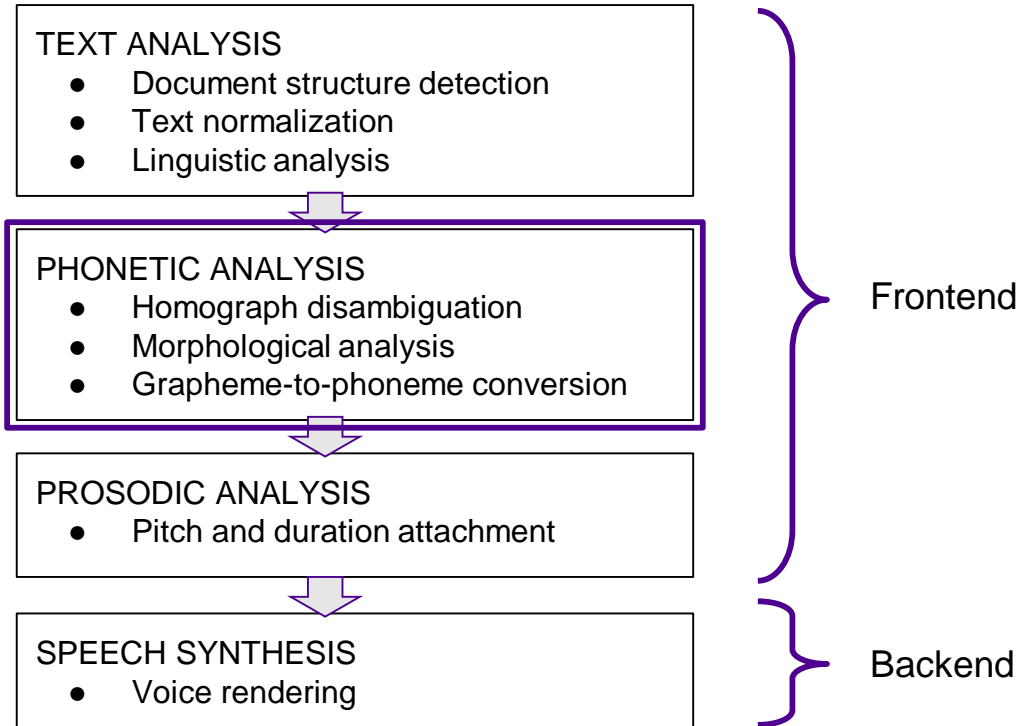 TEXT ANALYSIS
● Document structure detection
● Text normalization
● Linguistic analysis
PHONETIC ANALYSIS
● Homograph disambiguation
● Morphological analysis
● Grapheme-to-phoneme conversion
PROSODIC ANALYSIS
● Pitch and duration attachment
SPEECH SYNTHESIS
● Voice rendering
Frontend
Backend